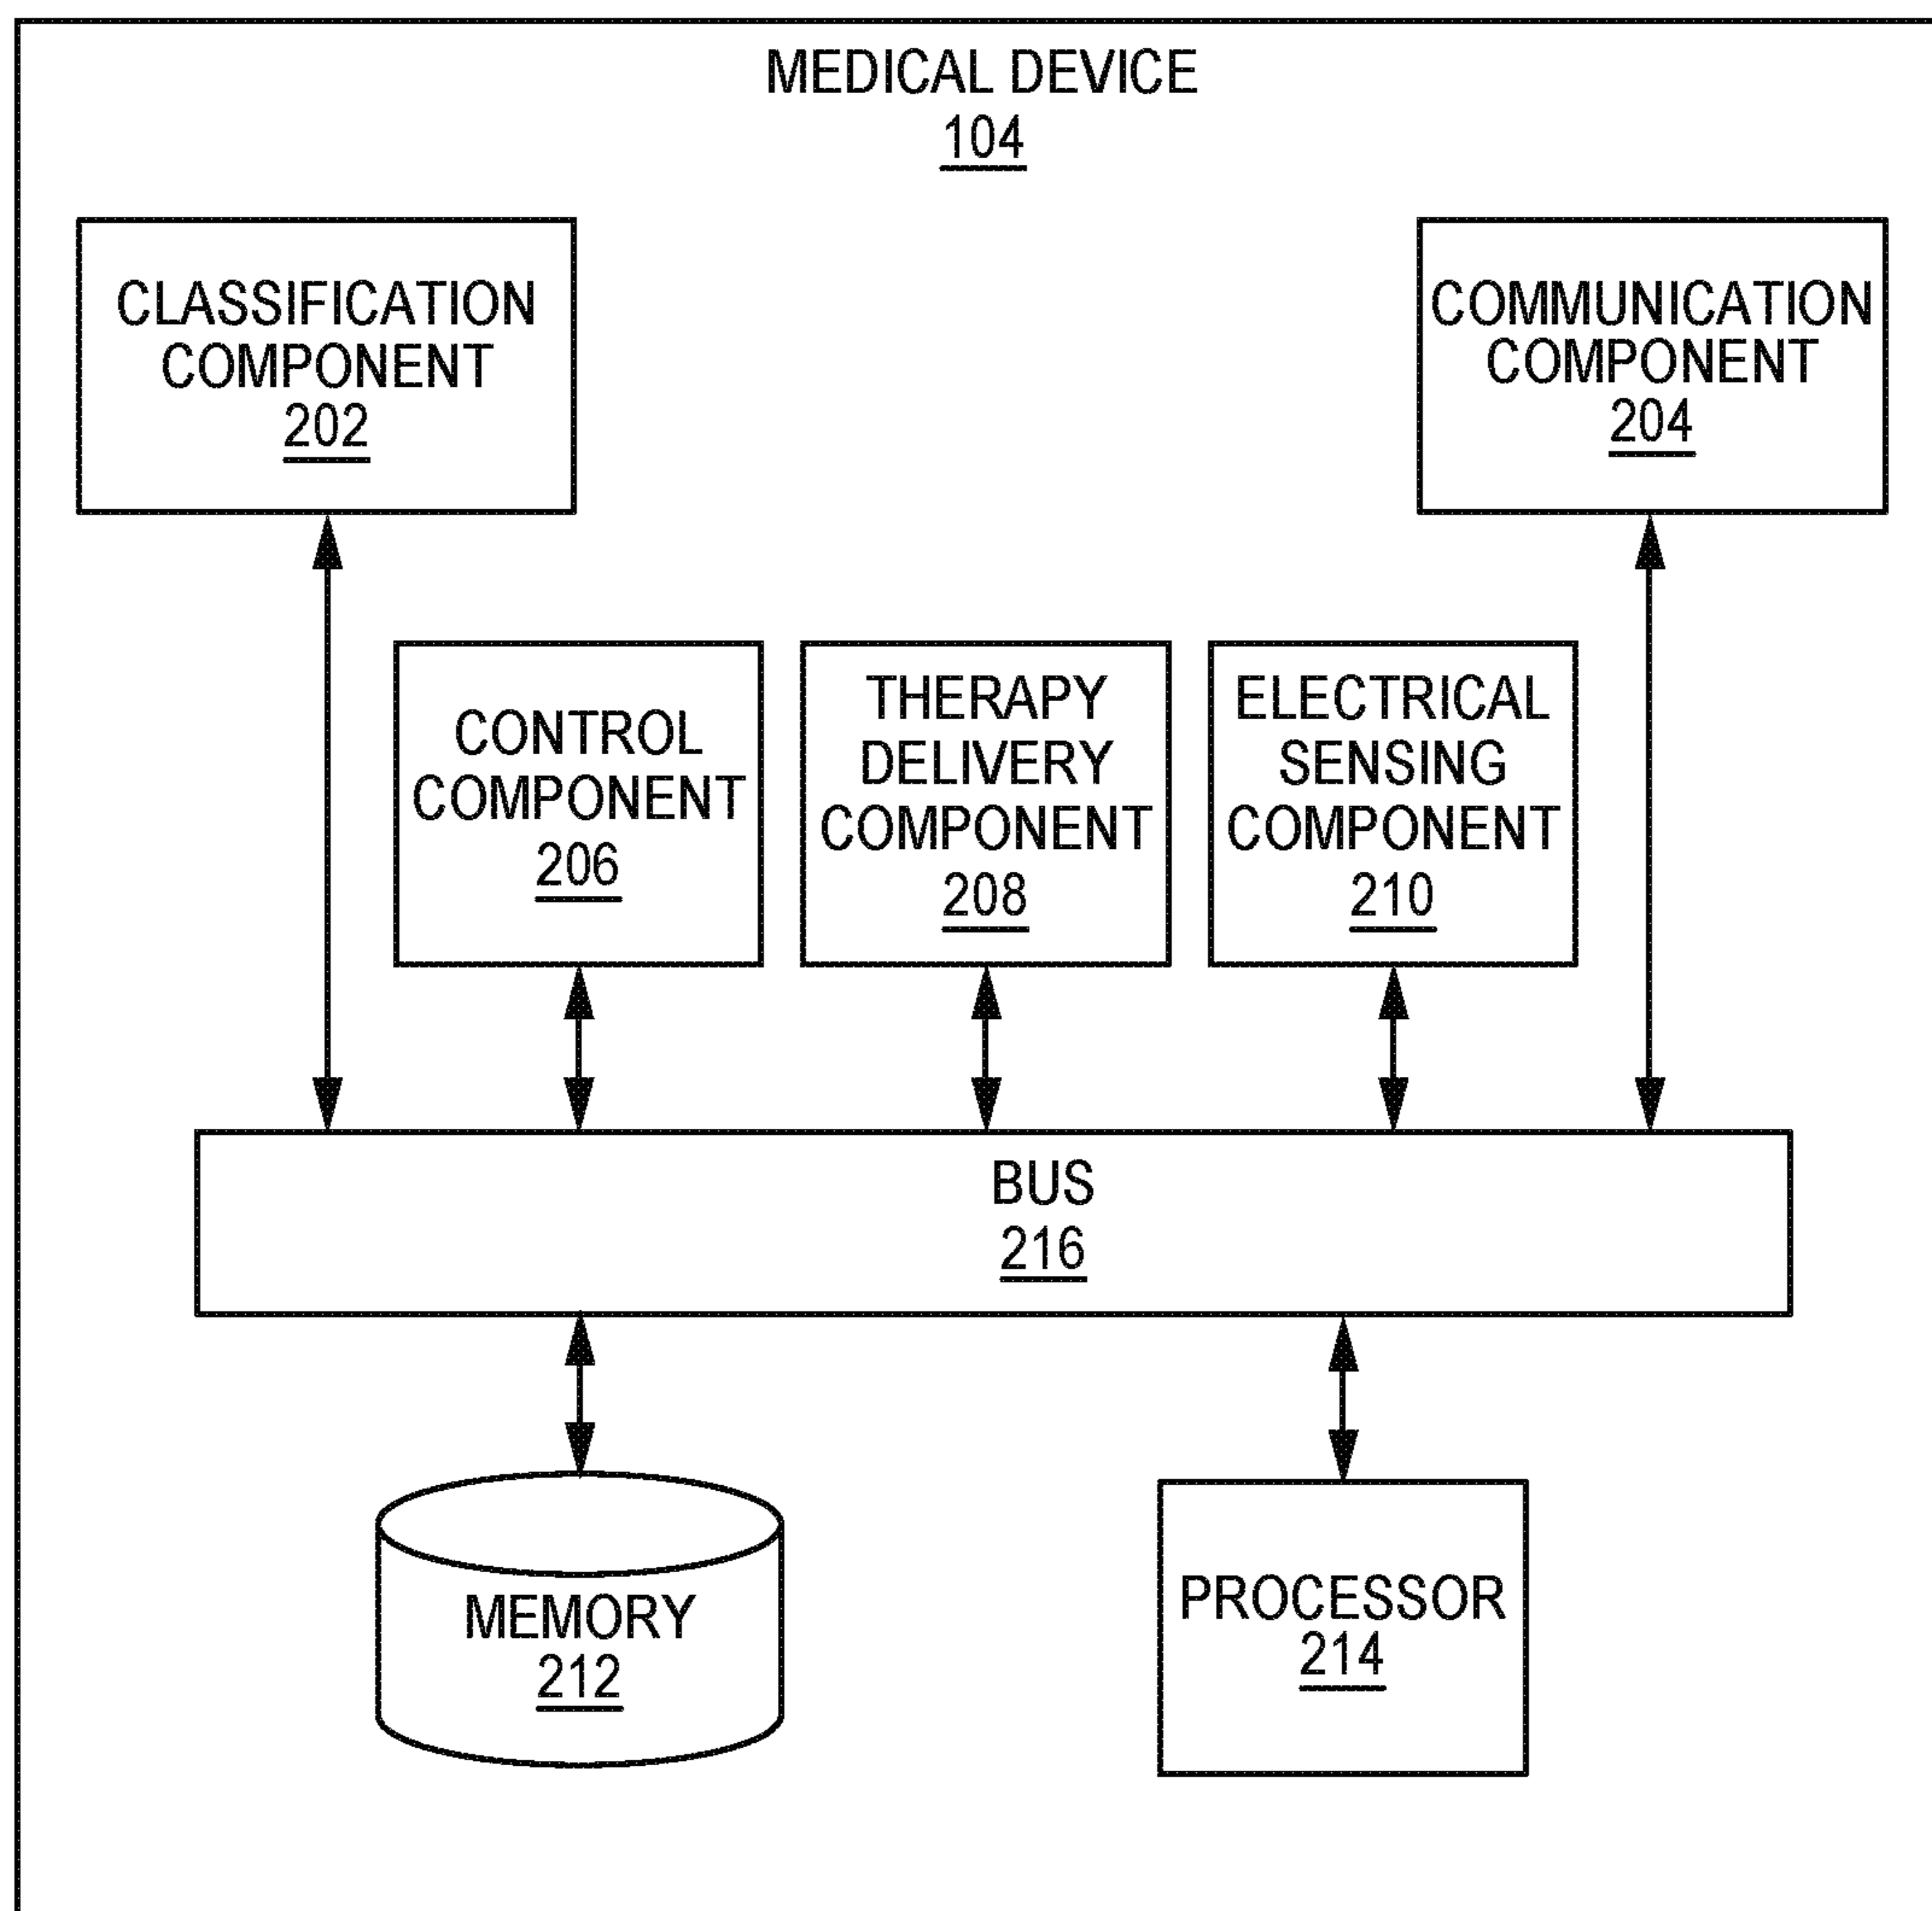 MEDICAL DEVICE
104
CLASSIFICATION
COMPONENT
202
COMMUNICATION
COMPONENT
204
CONTROL
COMPONENT
206
THERAPY
DELIVERY
COMPONENT
208
ELECTRICAL
SENSING
COMPONENT
210
BUS
216
MEMORY
212
PROCESSOR
214